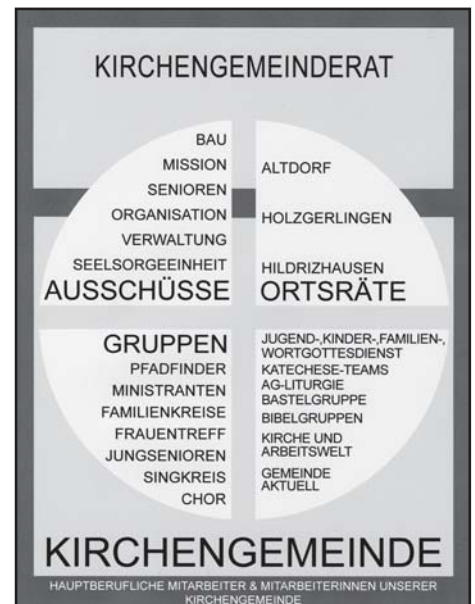 KIRCHENGEMEINDERAT
BAU
MISSION
SENIOREN
ORGANISATION
VERWALTUNG
SEELSORGEEINHEIT
AUSSCHÜSSE
ALTDORF
HOLZGERLINGEN
HILDRIZHAUSEN
ORTSRÄTE
GRUPPEN
PFADFINDER
MINISTRANTEN
FAMILIENKREISE
FRAUENTREFF
JUNGSENIOREN
SINGKREIS
CHOR
JUGEND-,KINDER-,FAMILIEN-,
WORTGOTTESDIENST
KATECHESE-TEAMS
AG-LITURGIE
BASTELGRUPPE
BIBELGRUPPEN
KIRCHE UND
ARBEITSWELT
GEMEINDE
AKTUELL
KIRCHENGEMEINDE
HAUPTBERUFLICHE MITARBEITER & MITARBEITERINNEN UNSERER
KIRCHENGEMEINDE